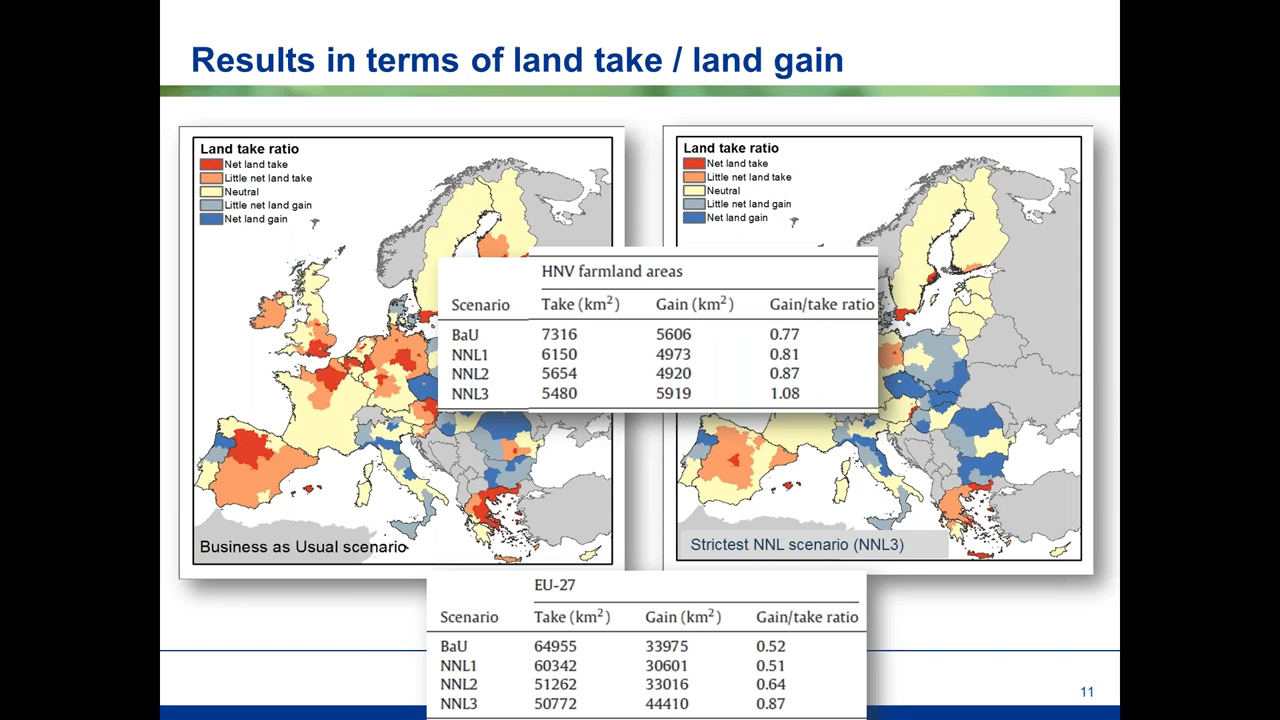 Results in terms of land take / land gain
Land take ratio
Net land take
Little net land take
Neutral
Little net land gain
Net land gain
Business as Usual scenario
Land take ratio
Net land take
Little net land take
Neutral
Little net land gain
Net land gain
Strictest NNL scenario (NNL3)
HNV farmland areas
Scenario Take (km²) Gain (km²) Gain/take ratio
BaU 7316 5606 0.77
NNL1 6150 4973 0.81
NNL2 5654 4920 0.87
NNL3 5480 5919 1.08
EU-27
Scenario Take (km²) Gain (km²) Gain/take ratio
BaU 64955 33975 0.52
NNL1 60342 30601 0.51
NNL2 51262 33016 0.64
NNL3 50772 44410 0.87
11